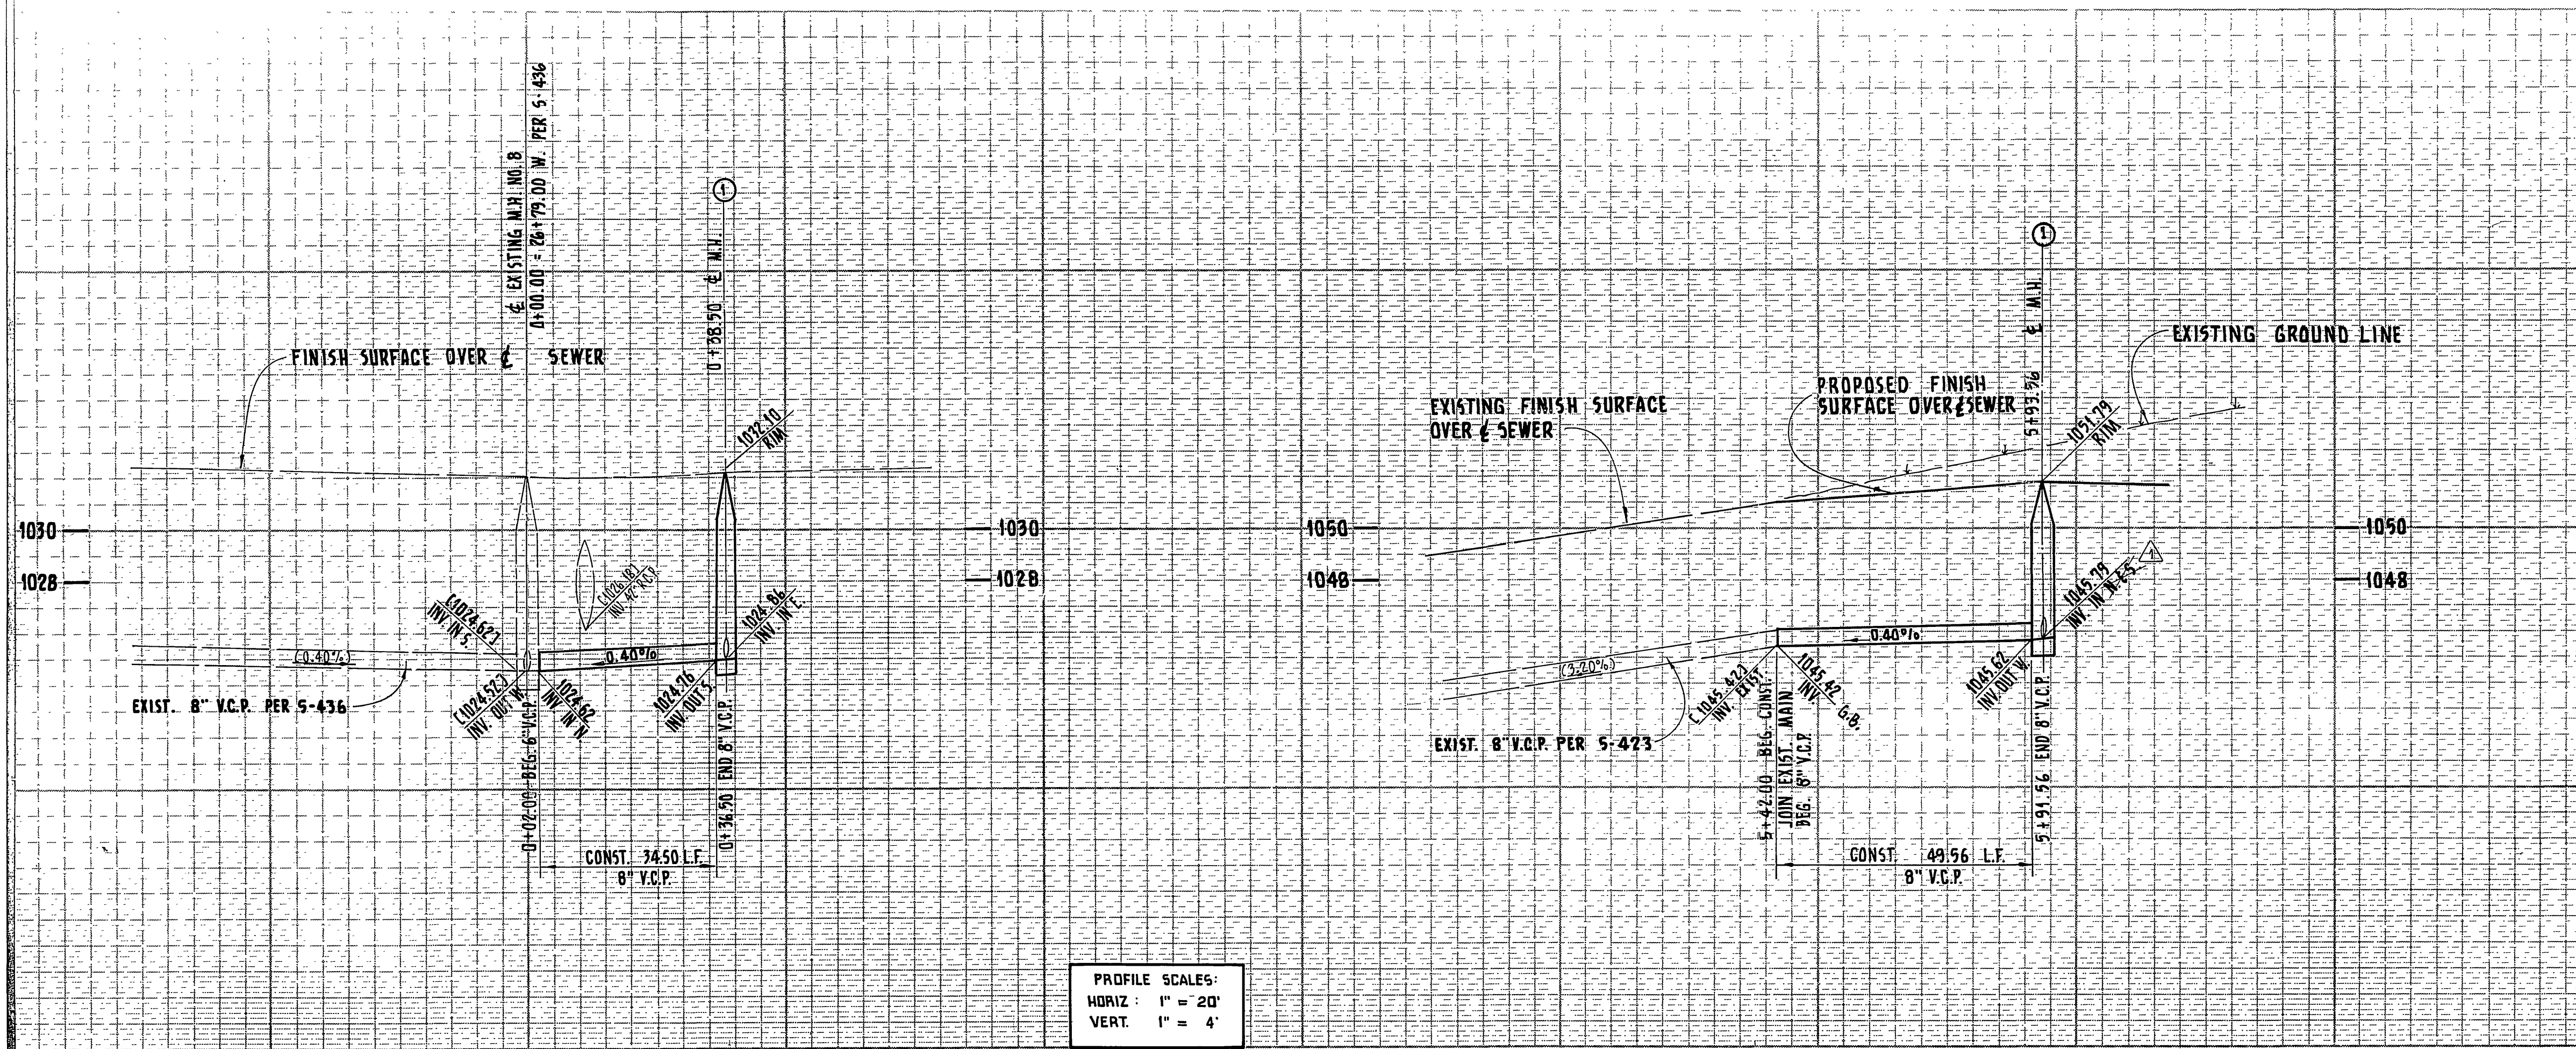 ℄ EXISTING M.H. NO. 8
0+00.00 = 26+79.00 W. PER S-436
1
0+38.50 ℄ M.H.
FINISH SURFACE OVER ℄ SEWER
1032.10
RIM
1030
1028
1030
1028
(1026.18)
INV. 42" R.C.P.
(1024.62)
INV. IN S.
1024.86
INV. IN E.
(0.40%)
0.40%
EXIST. 8" V.C.P. PER S-436
(1024.52)
INV. OUT W.
1024.62
INV. IN N.
1024.76
INV. OUT S.
0+02.00 BEG. 6" V.C.P.
0+36.50 END 8" V.C.P.
CONST. 34.50 L.F.
8" V.C.P.
1
5+93.56 ℄ M.H.
EXISTING GROUND LINE
PROPOSED FINISH
SURFACE OVER ℄ SEWER
EXISTING FINISH SURFACE
OVER ℄ SEWER
1051.79
RIM
1050
1048
1050
1048
1045.79
INV. IN N.E.S
1
(3.20%)
0.40%
(1045.42)
INV. EXIST.
1045.42
INV. G.B.
1045.62
INV. OUT W.
EXIST. 8" V.C.P. PER S-423
5+42.00 BEG. CONST.
JOIN EXIST. MAIN
BEG. 8" V.C.P.
5+91.56 END 8" V.C.P.
CONST. 49.56 L.F.
8" V.C.P.
PROFILE SCALES:
HORIZ : 1" = 20'
VERT. 1" = 4'